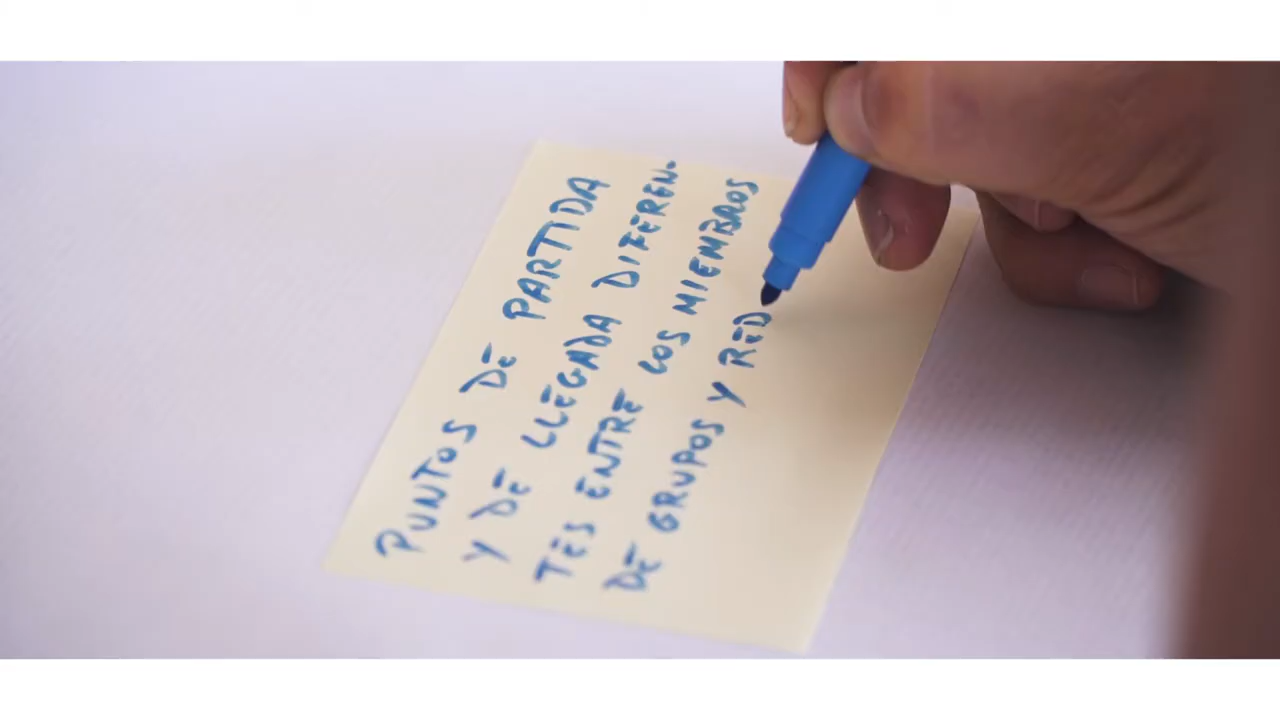 PUNTOS DE PARTIDA
Y DE LLEGADA DIFEREN-
TES ENTRE LOS MIEMBROS
DE GRUPOS Y RED